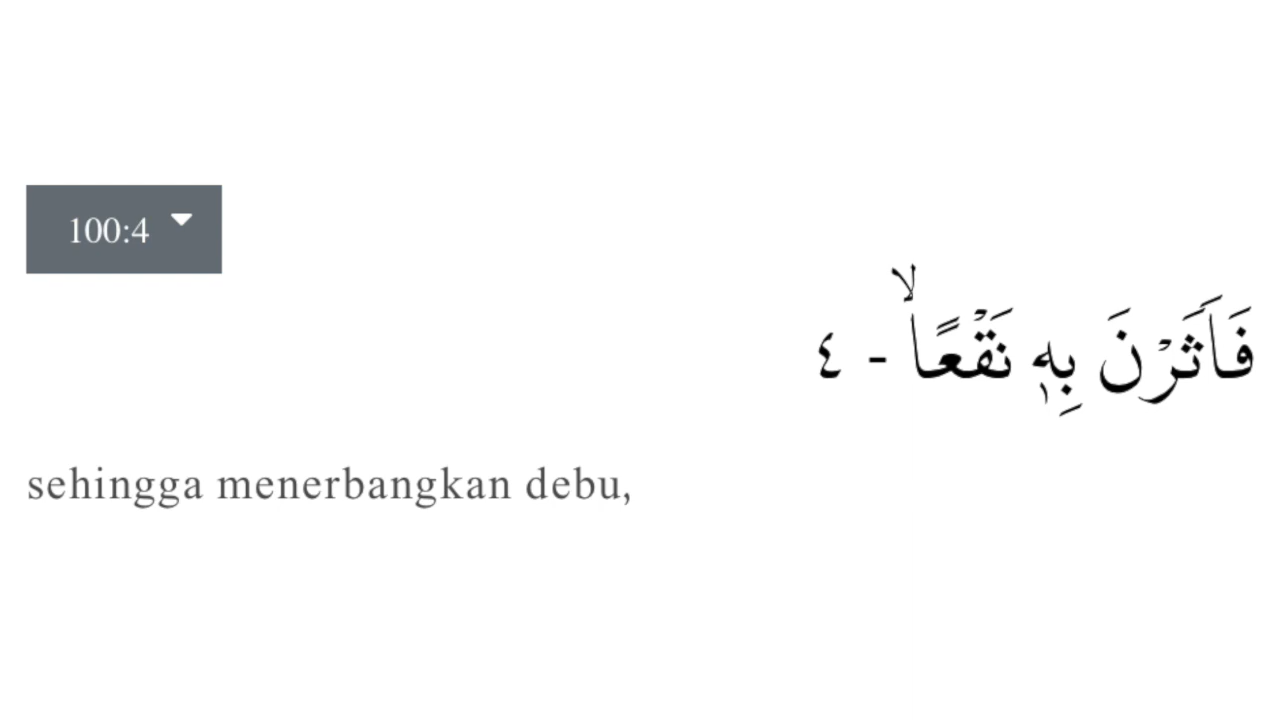 100:4
فَاَثَرْنَ بِهٖ نَقْعًاۙ - ٤
sehingga menerbangkan debu,